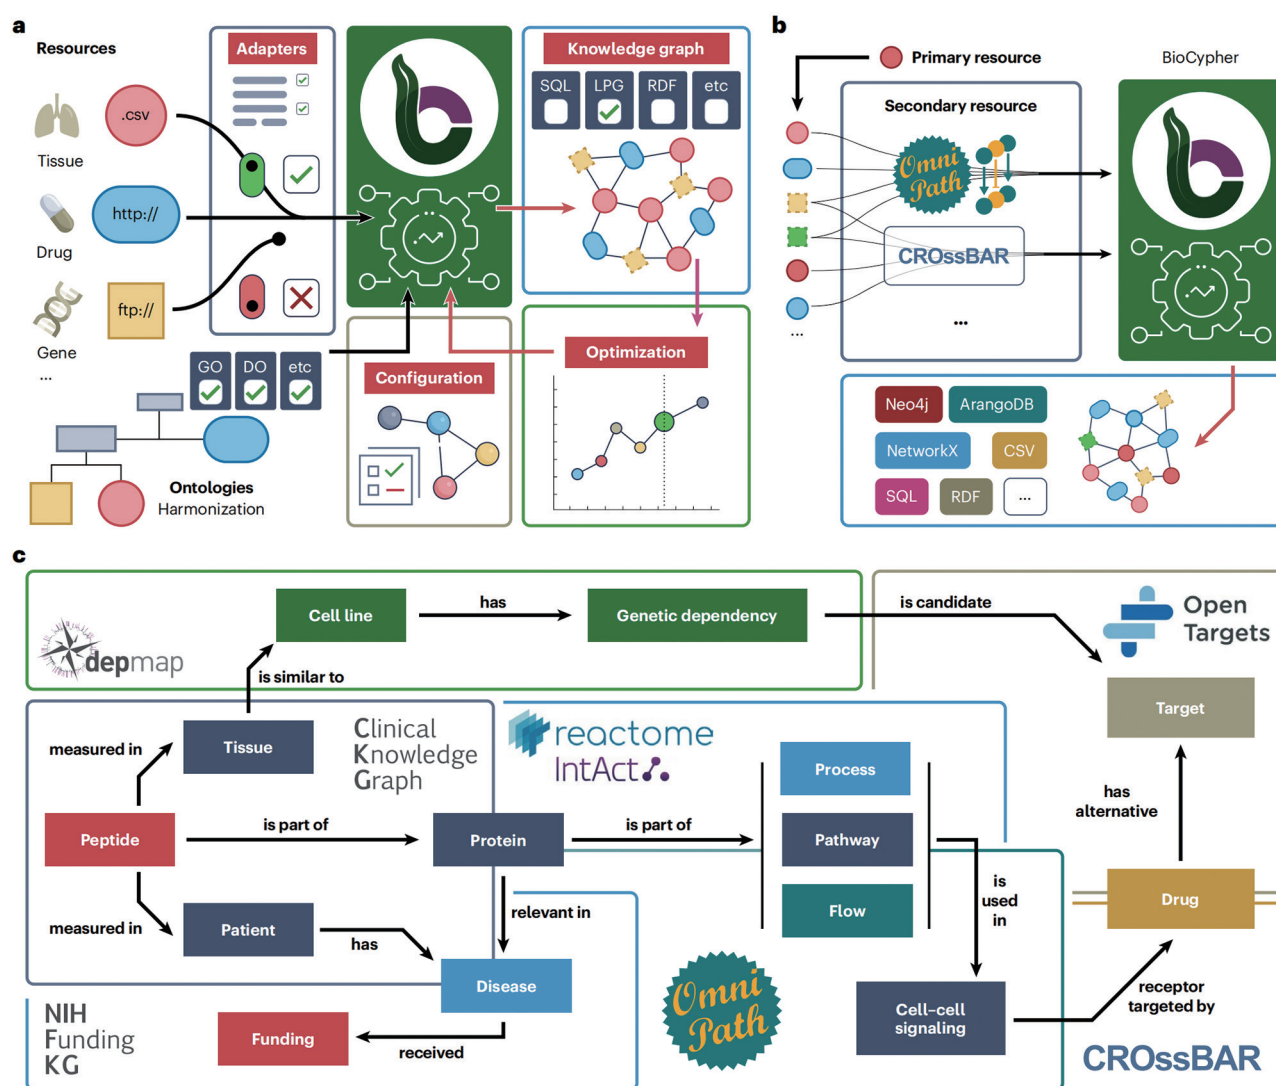 a
Resources
Adapters
Knowledge graph
SQL
LPG
RDF
etc
.csv
Tissue
http://
Drug
ftp://
Gene
...
GO
DO
etc
Ontologies
Harmonization
Configuration
Optimization
b
Primary resource
BioCypher
Secondary resource
Omni
Path
CROssBAR
...
...
Neo4j
ArangoDB
NetworkX
CSV
SQL
RDF
...
c
depmap
Cell line
has
Genetic dependency
is candidate
Open
Targets
is similar to
Target
measured in
Tissue
Clinical
Knowledge
Graph
reactome
IntAct
Process
has
alternative
Peptide
is part of
Protein
is part of
Pathway
is
used
in
Drug
Flow
measured in
Patient
has
relevant in
Disease
Omni
Path
Cell–cell
signaling
receptor
targeted by
NIH
Funding
KG
Funding
received
CROssBAR